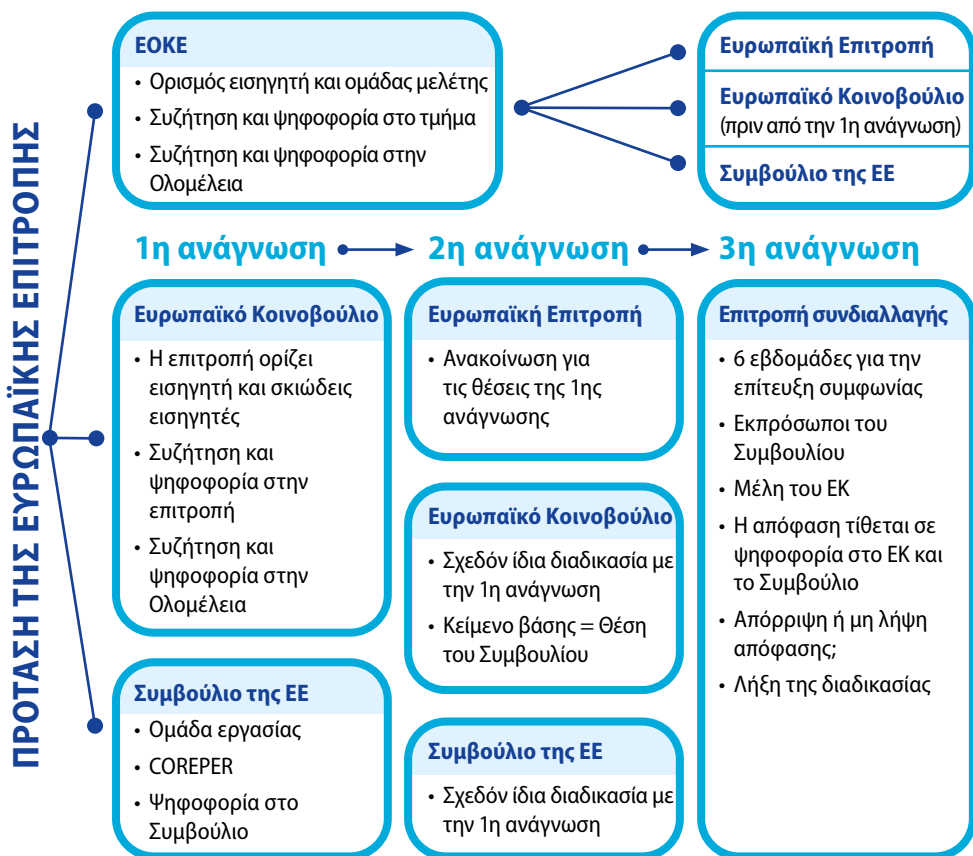 ΠΡΟΤΑΣΗ ΤΗΣ ΕΥΡΩΠΑΪΚΗΣ ΕΠΙΤΡΟΠΗΣ
ΕΟΚΕ
• Ορισμός εισηγητή και ομάδας μελέτης
• Συζήτηση και ψηφοφορία στο τμήμα
• Συζήτηση και ψηφοφορία στην
Ολομέλεια
Ευρωπαϊκή Επιτροπή
Ευρωπαϊκό Κοινοβούλιο
(πριν από την 1η ανάγνωση)
Συμβούλιο της ΕΕ
1η ανάγνωση
2η ανάγνωση
3η ανάγνωση
Ευρωπαϊκό Κοινοβούλιο
• Η επιτροπή ορίζει
εισηγητή και σκιώδεις
εισηγητές
• Συζήτηση και
ψηφοφορία στην
επιτροπή
• Συζήτηση και
ψηφοφορία στην
Ολομέλεια
Συμβούλιο της ΕΕ
• Ομάδα εργασίας
• COREPER
• Ψηφοφορία στο
Συμβούλιο
Ευρωπαϊκή Επιτροπή
• Ανακοίνωση για
τις θέσεις της 1ης
ανάγνωσης
Ευρωπαϊκό Κοινοβούλιο
• Σχεδόν ίδια διαδικασία με
την 1η ανάγνωση
• Κείμενο βάσης = Θέση
του Συμβουλίου
Συμβούλιο της ΕΕ
• Σχεδόν ίδια διαδικασία με
την 1η ανάγνωση
Επιτροπή συνδιαλλαγής
• 6 εβδομάδες για την
επίτευξη συμφωνίας
• Εκπρόσωποι του
Συμβουλίου
• Μέλη του ΕΚ
• Η απόφαση τίθεται σε
ψηφοφορία στο ΕΚ και
το Συμβούλιο
• Απόρριψη ή μη λήψη
απόφασης;
• Λήξη της διαδικασίας